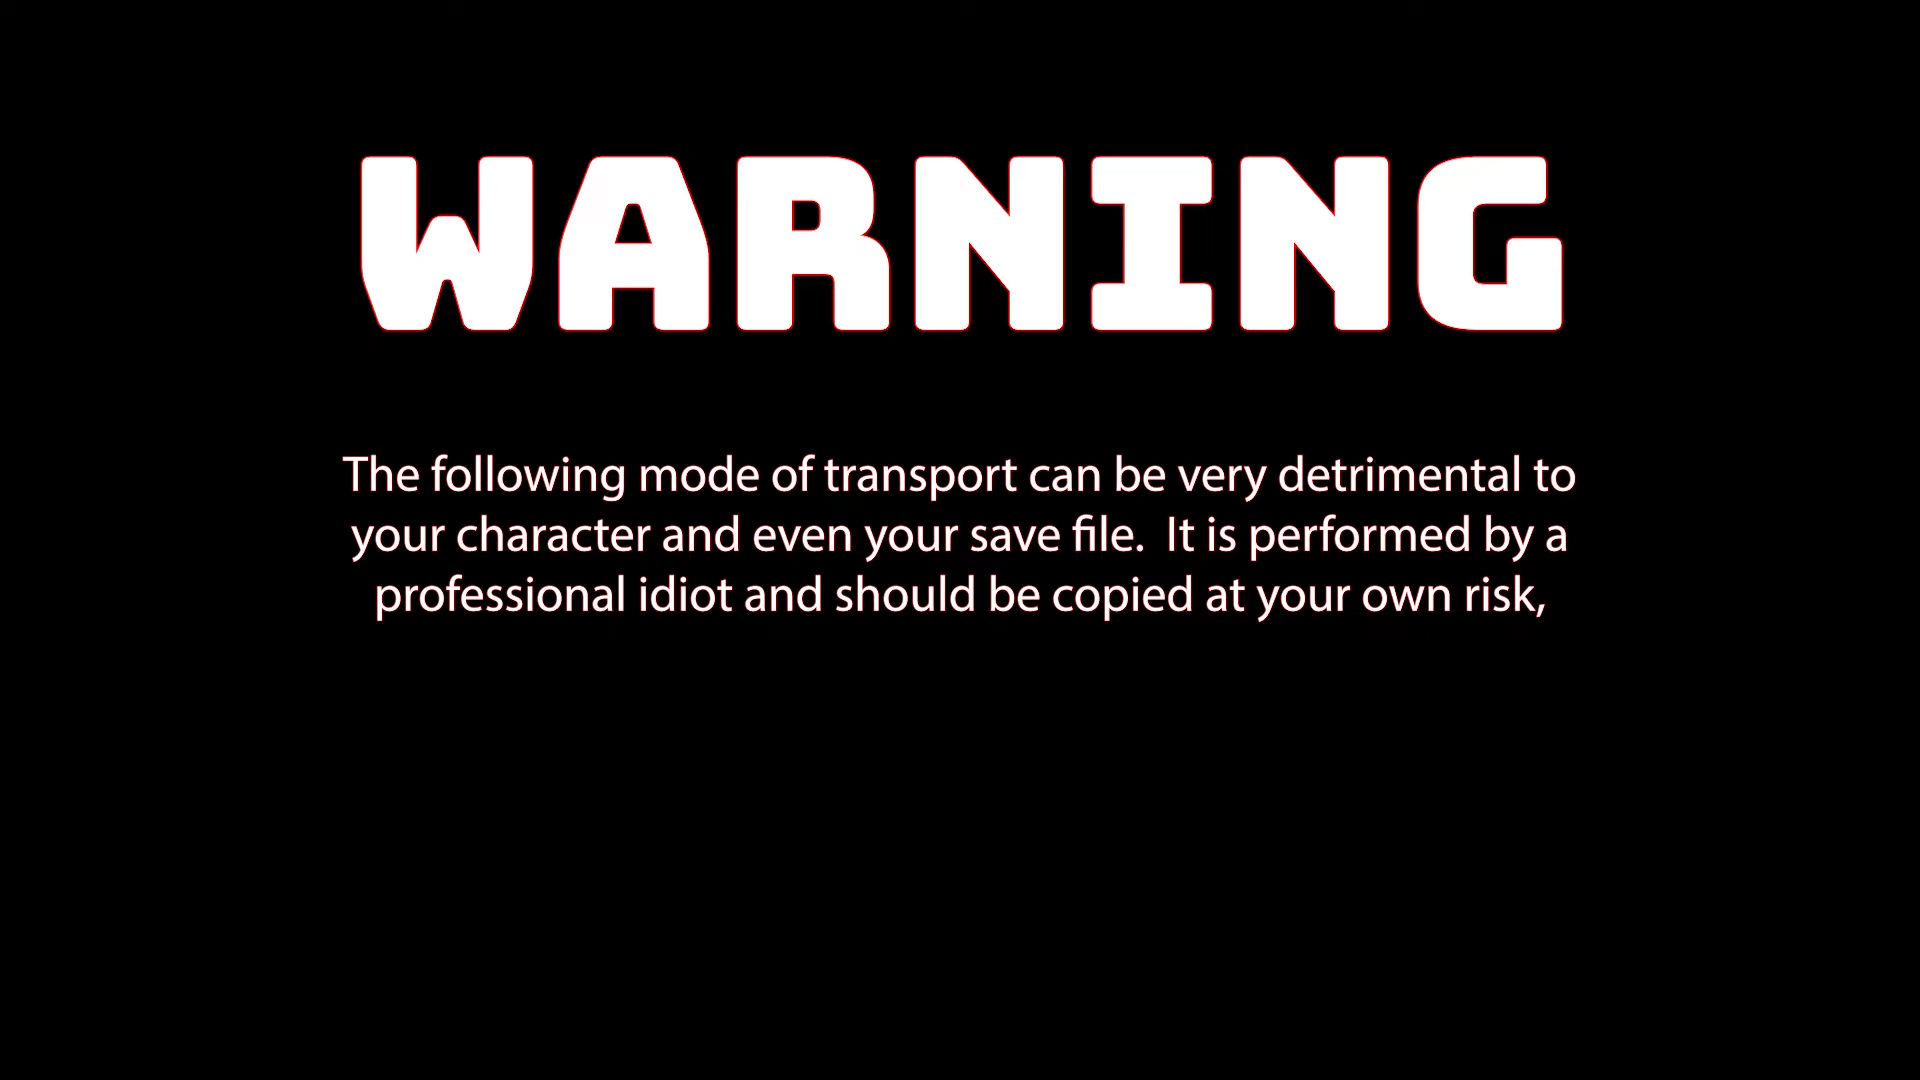 WARNING
The following mode of transport can be very detrimental to
your character and even your save file.  It is performed by a
professional idiot and should be copied at your own risk,